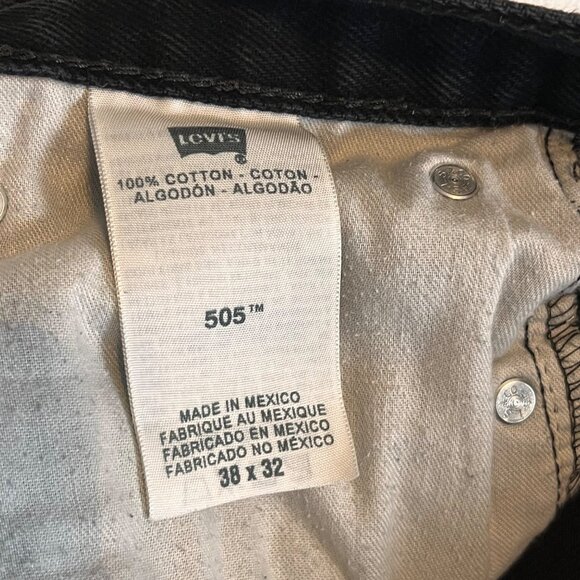 Levi's
100% COTTON - COTON -
ALGODÓN - ALGODÃO
505™
MADE IN MEXICO
FABRIQUE AU MEXIQUE
FABRICADO EN MEXICO
FABRICADO NO MÉXICO
38 x 32